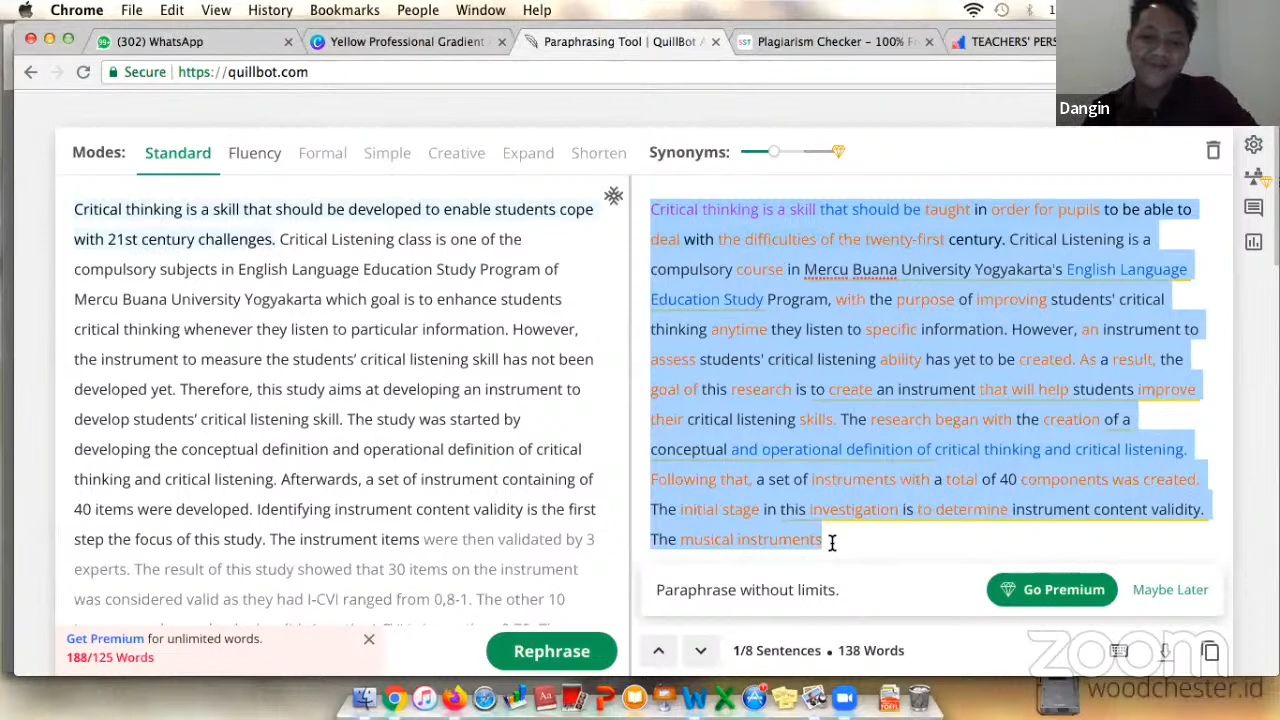 Chrome File Edit View History Bookmarks People Window Help
(302) WhatsApp
Yellow Professional Gradient
Paraphrasing Tool | QuillBot A
Plagiarism Checker – 100% Fr
TEACHERS' PERS
Secure https://quillbot.com
Dangin
Modes: Standard Fluency Formal Simple Creative Expand Shorten
Synonyms:
Critical thinking is a skill that should be developed to enable students cope
with 21st century challenges. Critical Listening class is one of the
compulsory subjects in English Language Education Study Program of
Mercu Buana University Yogyakarta which goal is to enhance students
critical thinking whenever they listen to particular information. However,
the instrument to measure the students’ critical listening skill has not been
developed yet. Therefore, this study aims at developing an instrument to
develop students’ critical listening skill. The study was started by
developing the conceptual definition and operational definition of critical
thinking and critical listening. Afterwards, a set of instrument containing of
40 items were developed. Identifying instrument content validity is the first
step the focus of this study. The instrument items were then validated by 3
experts. The result of this study showed that 30 items on the instrument
was considered valid as they had I-CVI ranged from 0,8-1. The other 10
Get Premium for unlimited words.
188/125 Words
Rephrase
Critical thinking is a skill that should be taught in order for pupils to be able to
deal with the difficulties of the twenty-first century. Critical Listening is a
compulsory course in Mercu Buana University Yogyakarta's English Language
Education Study Program, with the purpose of improving students' critical
thinking anytime they listen to specific information. However, an instrument to
assess students' critical listening ability has yet to be created. As a result, the
goal of this research is to create an instrument that will help students improve
their critical listening skills. The research began with the creation of a
conceptual and operational definition of critical thinking and critical listening.
Following that, a set of instruments with a total of 40 components was created.
The initial stage in this investigation is to determine instrument content validity.
The musical instruments
Paraphrase without limits.
Go Premium
Maybe Later
1/8 Sentences • 138 Words
zoom
woodchester.id